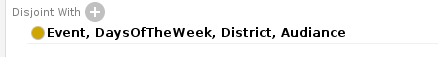 Disjoint With
Event, DaysOfTheWeek, District, Audiance